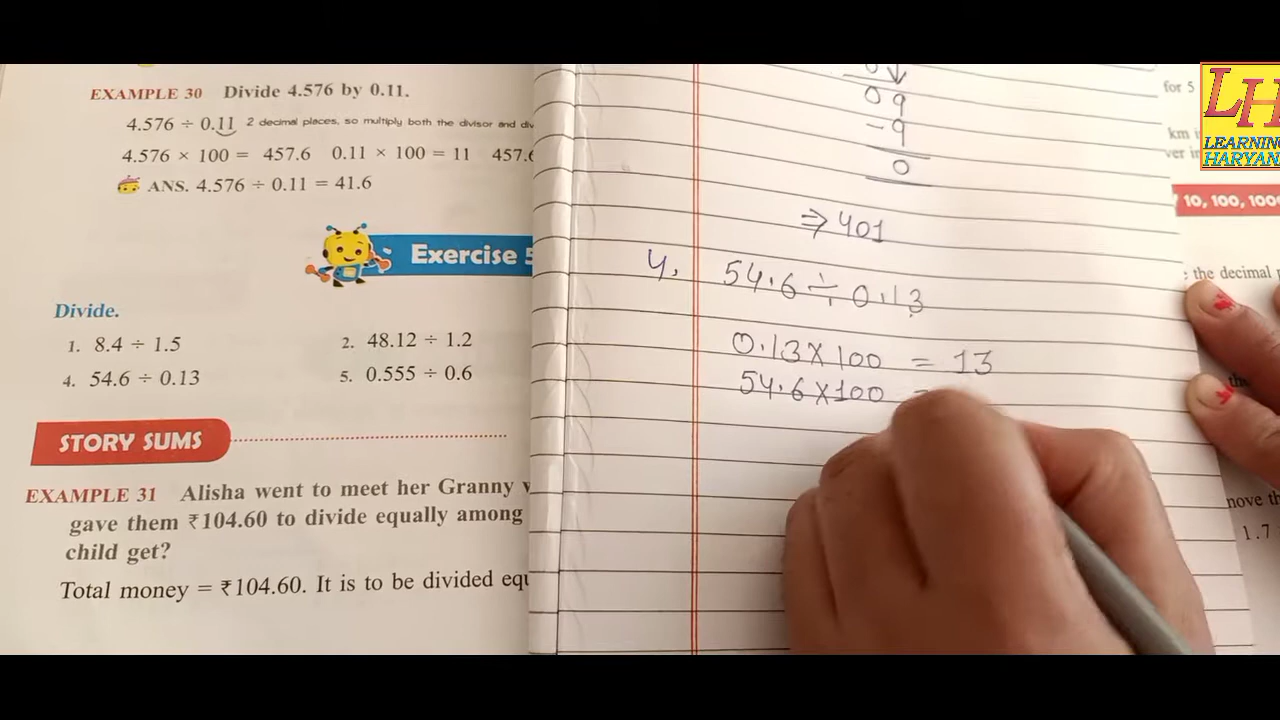 EXAMPLE 30 Divide 4.576 by 0.11.
4.576 ÷ 0.11 2 decimal places, so multiply both the divisor and
4.576 × 100 = 457.6 0.11 × 100 = 11 457.6
ANS. 4.576 ÷ 0.11 = 41.6
Exercise
Divide.
1. 8.4 ÷ 1.5
2. 48.12 ÷ 1.2
4. 54.6 ÷ 0.13
5. 0.555 ÷ 0.6
STORY SUMS
EXAMPLE 31 Alisha went to meet her Granny
gave them ₹104.60 to divide equally among
child get?
Total money = ₹104.60. It is to be divided
09
-9
0
⇒ 401
4. 54.6 ÷ 0.13
0.13 × 100 = 13
54.6 × 100 =
for 5
km
10, 100, 100
the decimal
1.7
LH
LEARNING
HARYAN